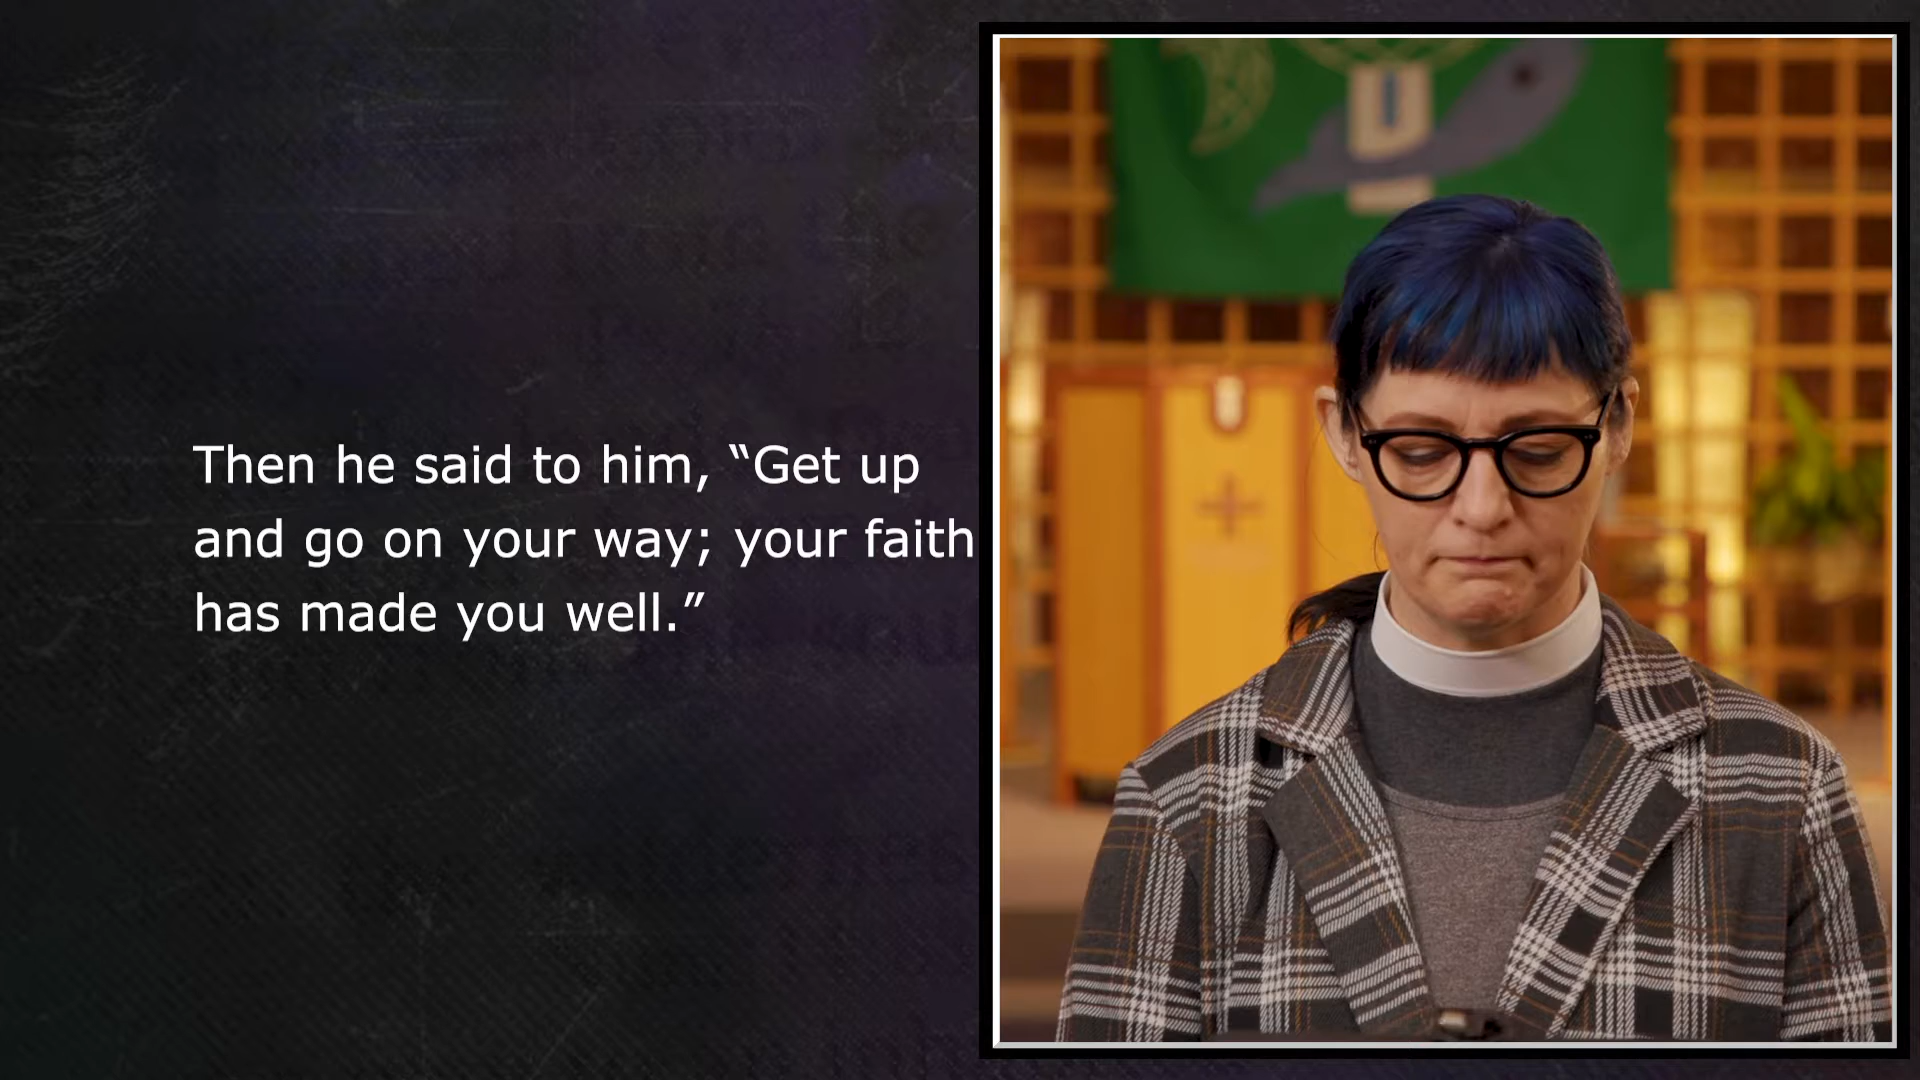 Then he said to him, “Get up
and go on your way; your faith
has made you well.”